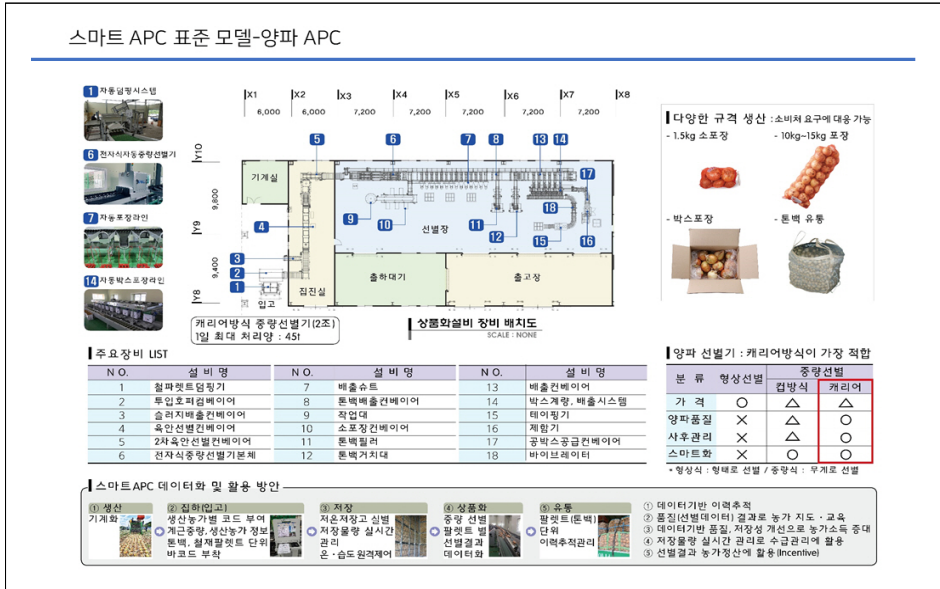 스마트 APC 표준 모델-양파 APC
1 자동덤핑시스템
6 전자식자동중량선별기
7 자동포장라인
14 자동박스포장라인
X1 X2 X3 X4 X5 X6 X7 X8
6,000 6,000 7,200 7,200 7,200 7,200 7,200
Y10
9,800
Y9
9,400
Y8
5 6 7 8 13 14
기계실
17
4
9 10
선별장
11 12
18
15 16
3
2
1
입고
집진실
출하대기
출고장
캐리어방식 중량선별기(2조)
1일 최대 처리양 : 45t
상품화설비 장비 배치도
SCALE : NONE
다양한 규격 생산 : 소비처 요구에 대응 가능
- 1.5kg 소포장 - 10kg~15kg 포장
- 박스포장 - 톤백 유통
주요장비 LIST
N O. 설 비 명 N O. 설 비 명 N O. 설 비 명
1 철파렛트덤핑기 7 배출슈트 13 배출컨베이어
2 투입호퍼컴베이어 8 톤백배출컨베이어 14 박스계량, 배출시스템
3 슬러지배출컨베이어 9 작업대 15 테이핑기
4 육안선별컨베이어 10 소포장컨베이어 16 제함기
5 2차육안선별컨베이어 11 톤백필러 17 공박스공급컨베이어
6 전자식중량선별기본체 12 톤백거치대 18 바이브레이터
양파 선별기 : 캐리어방식이 가장 적합
분 류 형상선별 중량선별
컵방식 캐리어
가 격 ○ △ △
양파품질 × △ ○
사후관리 × △ ○
스마트화 × ○ ○
* 형상식 : 형태로 선별 / 중량식 : 무게로 선별
스마트APC 데이터화 및 활용 방안
① 생산
기계화
② 집하(입고)
생산농가별 코드 부여
계근중량, 생산농가 정보
톤백, 철재팔렛트 단위
바코드 부착
③ 저장
저온저장고 실별
저장물량 실시간
관리
온·습도 원격제어
④ 상품화
중량 선별
팔렛트 별
선별결과
데이터화
⑤ 유통
팔렛트(톤백)
단위
이력추적관리
① 데이터기반 이력추적
② 품질(선별데이터) 결과로 농가 지도·교육
③ 데이터기반 품질, 저장성 개선으로 농가소득 증대
④ 저장물량 실시간 관리로 수급관리에 활용
⑤ 선별결과 농가정산에 활용(Incentive)